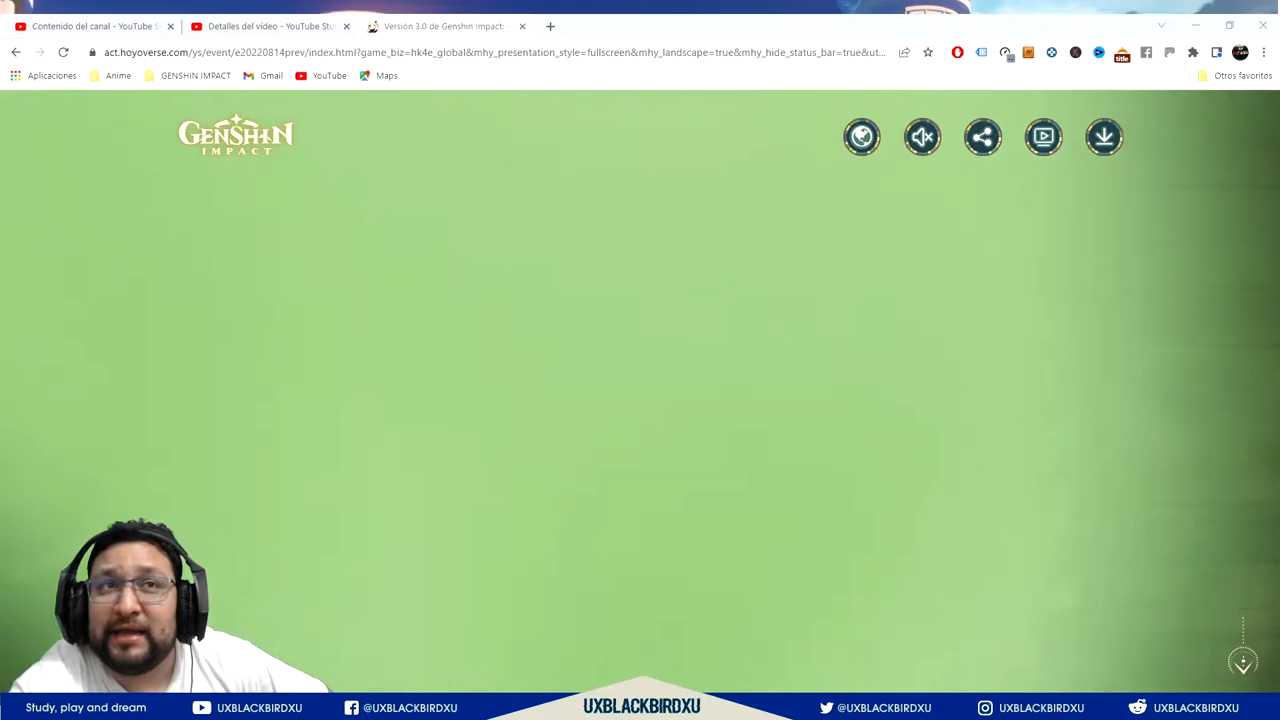 Contenido del canal - YouTube S
Detalles del vídeo - YouTube Stu
Versión 3.0 de Genshin Impact:
act.hoyoverse.com/ys/event/e20220814prev/index.html?game_biz=hk4e_global&mhy_presentation_style=fullscreen&mhy_landscape=true&mhy_hide_status_bar=true&ut...
title
Aplicaciones
Anime
GENSHIN IMPACT
Gmail
YouTube
Maps
Otros favoritos
GENSHIN
IMPACT
Study, play and dream
UXBLACKBIRDXU
@UXBLACKBIRDXU
UXBLACKBIRDXU
@UXBLACKBIRDXU
UXBLACKBIRDXU
UXBLACKBIRDXU